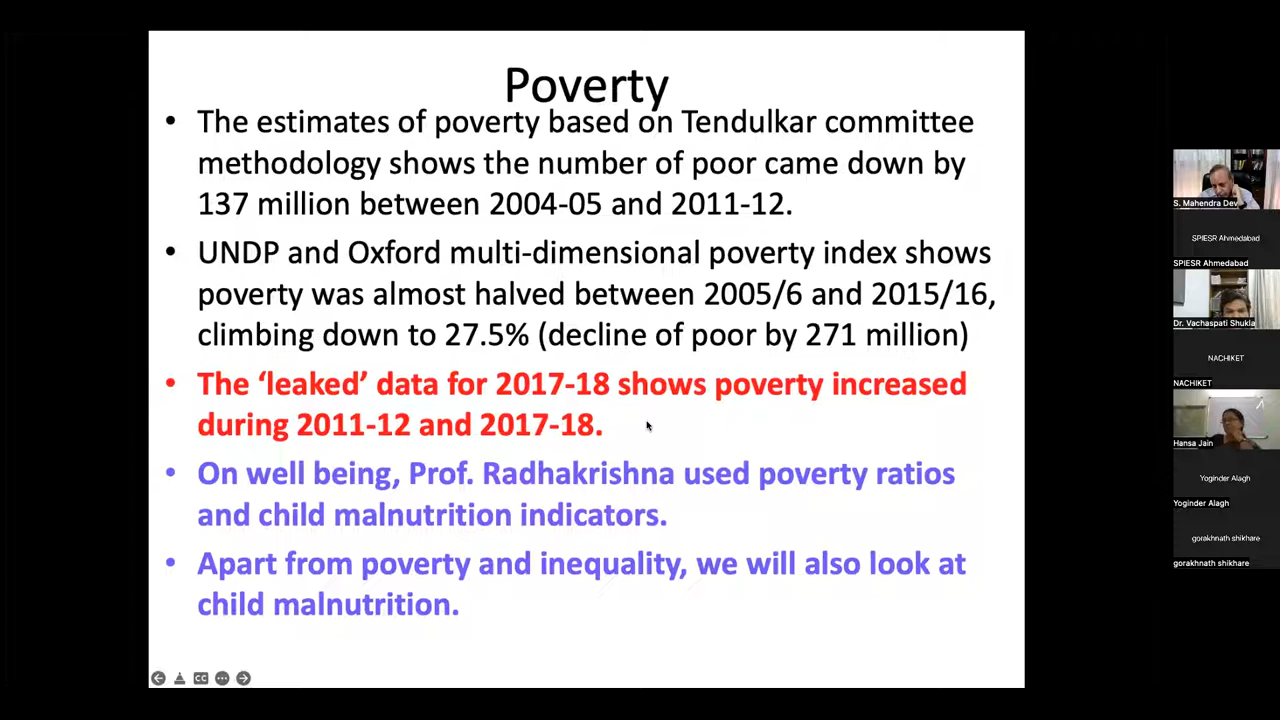 Poverty
• The estimates of poverty based on Tendulkar committee
methodology shows the number of poor came down by
137 million between 2004-05 and 2011-12.
• UNDP and Oxford multi-dimensional poverty index shows
poverty was almost halved between 2005/6 and 2015/16,
climbing down to 27.5% (decline of poor by 271 million)
• The ‘leaked’ data for 2017-18 shows poverty increased
during 2011-12 and 2017-18.
• On well being, Prof. Radhakrishna used poverty ratios
and child malnutrition indicators.
• Apart from poverty and inequality, we will also look at
child malnutrition.
CC
S. Mahendra Dev
SPIESR Ahmedabad
SPIESR Ahmedabad
Dr. Vachaspati Shukla
NACHIKET
NACHIKET
Hansa Jain
Yoginder Alagh
Yoginder Alagh
gorakhnath shikhare
gorakhnath shikhare